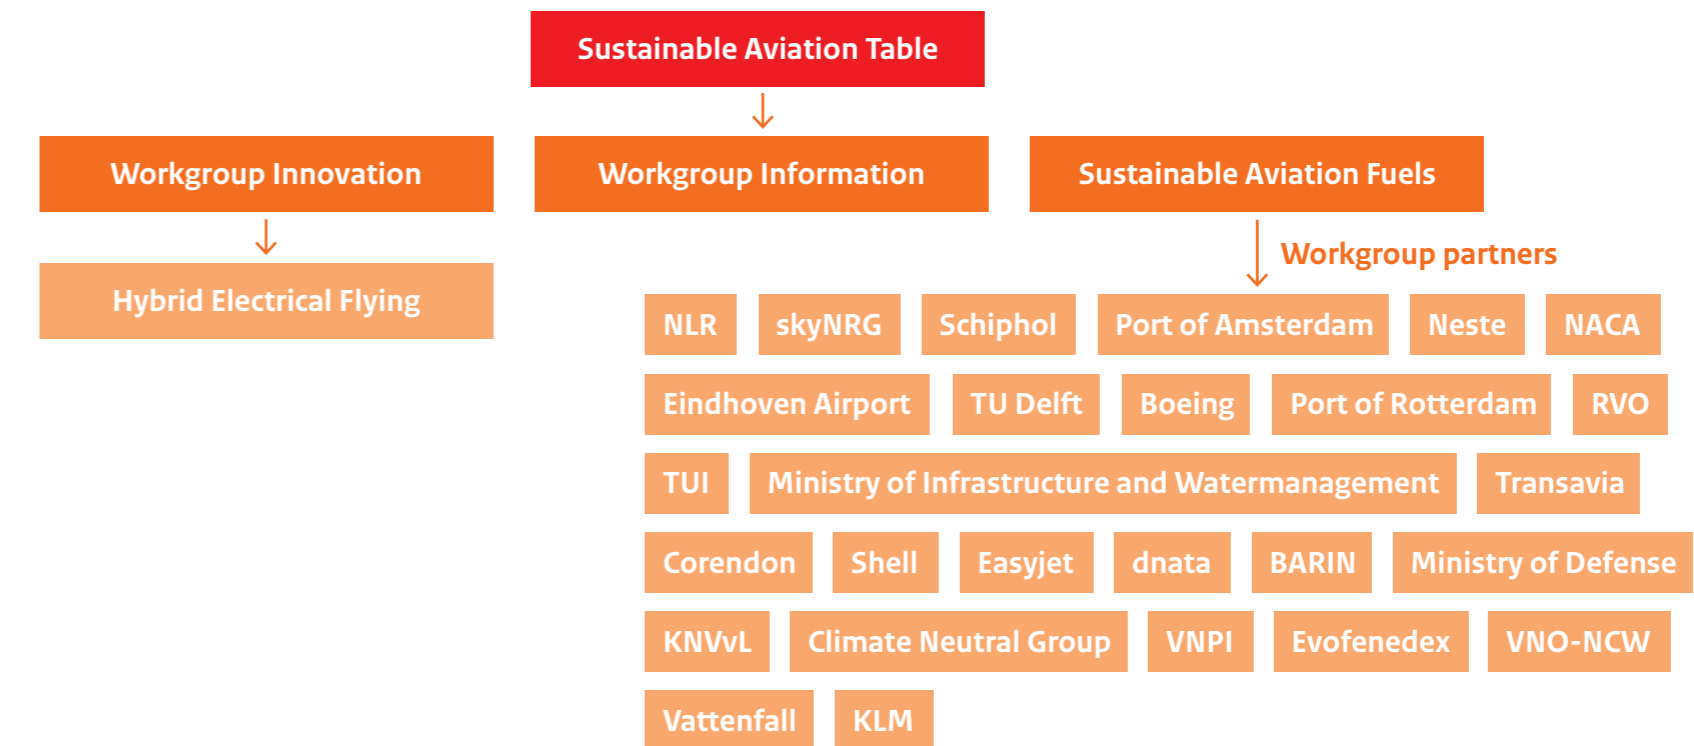 Sustainable Aviation Table
Workgroup Innovation
Workgroup Information
Sustainable Aviation Fuels
Hybrid Electrical Flying
Workgroup partners
NLR skyNRG Schiphol Port of Amsterdam Neste NACA
Eindhoven Airport TU Delft Boeing Port of Rotterdam RVO
TUI Ministry of Infrastructure and Watermanagement Transavia
Corendon Shell Easyjet dnata BARIN Ministry of Defense
KNVvL Climate Neutral Group VNPI Evofenedex VNO-NCW
Vattenfall KLM